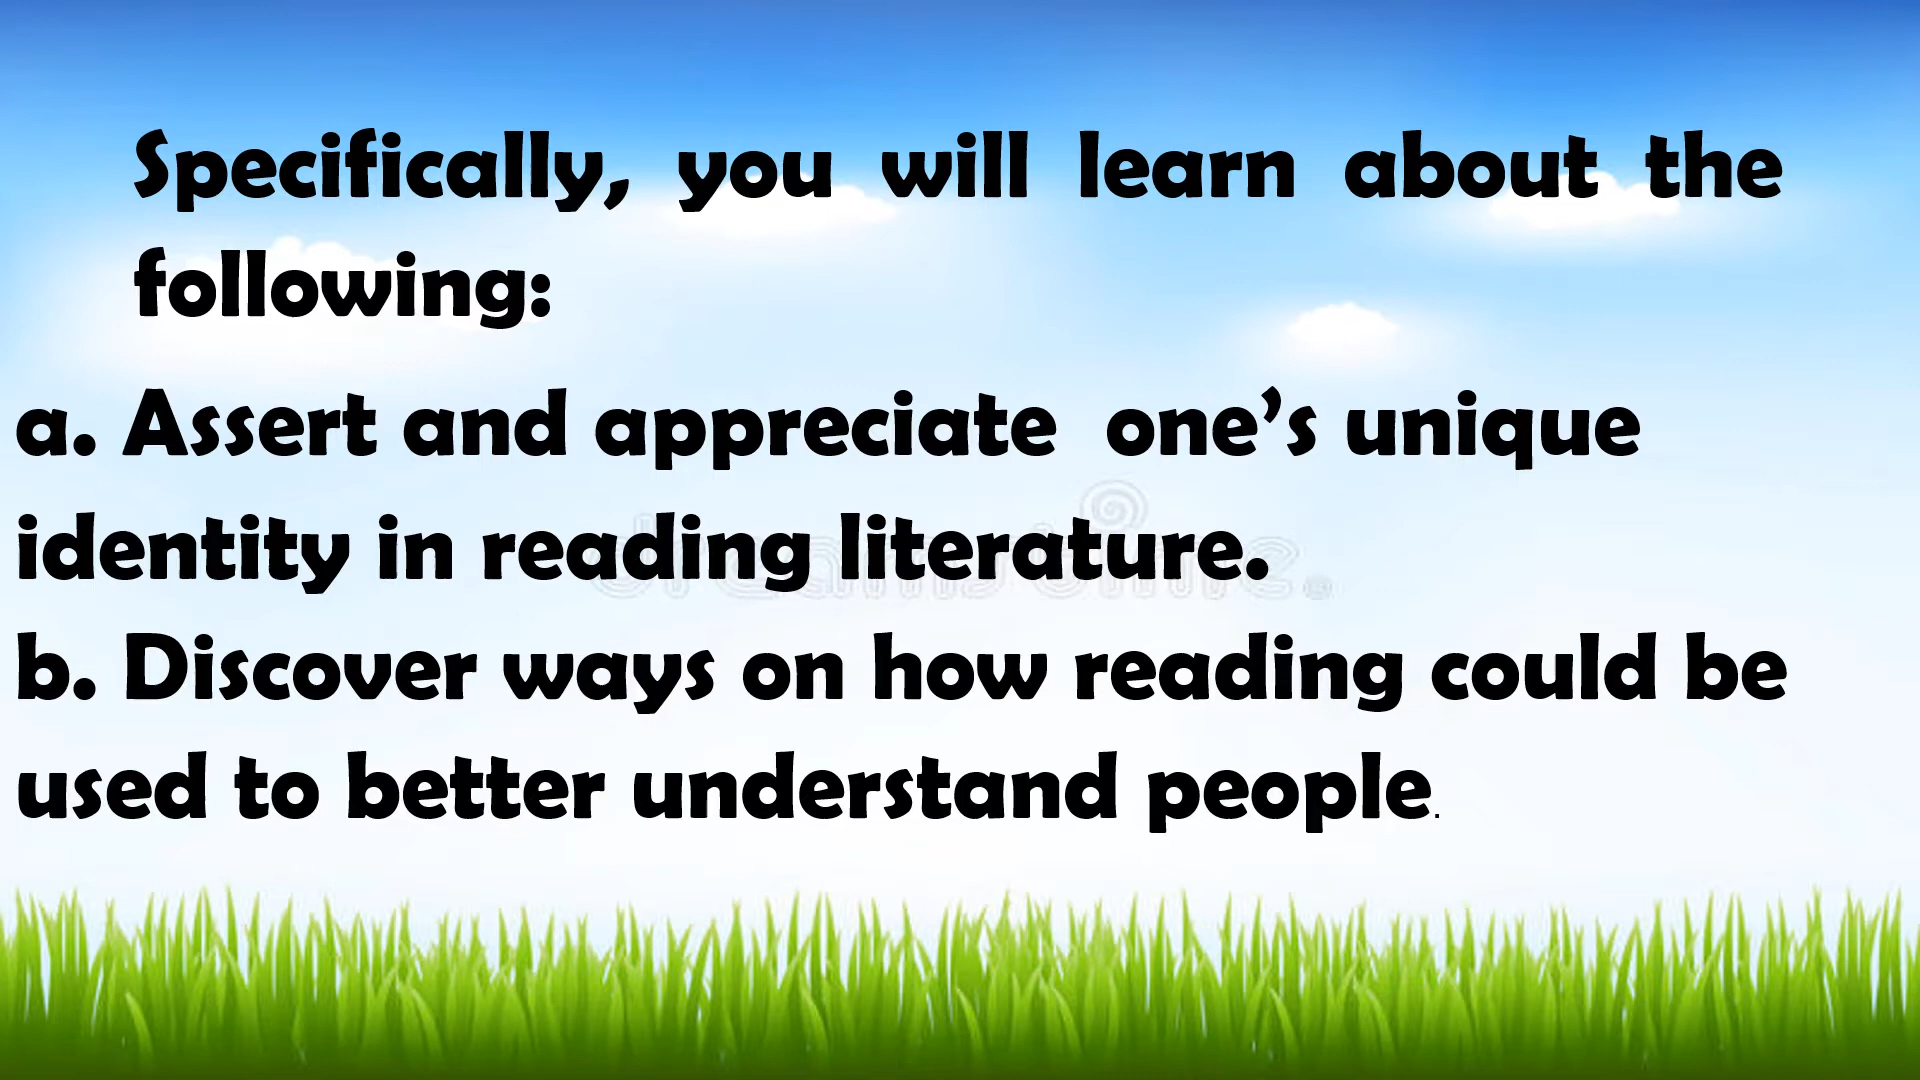 Specifically, you will learn about the
following:
a. Assert and appreciate one’s unique
identity in reading literature.
b. Discover ways on how reading could be
used to better understand people.